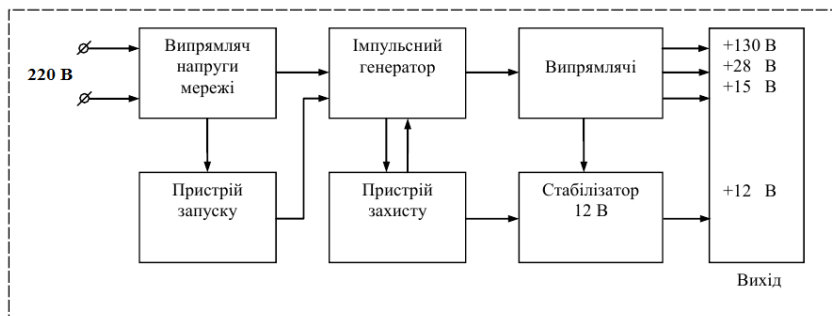 220 В
Випрямляч
напруги
мережі
Імпульсний
генератор
Випрямлячі
+130 В
+28 В
+15 В
Пристрій
запуску
Пристрій
захисту
Стабілізатор
12 В
+12 В
Вихід